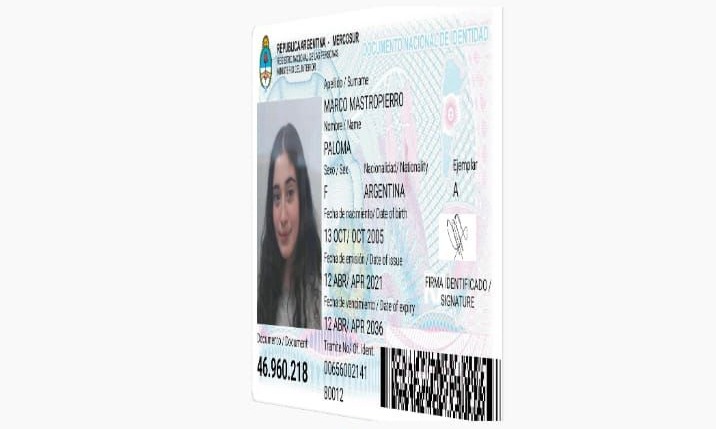 REPUBLICA ARGENTINA - MERCOSUR
REGISTRO NACIONAL DE LAS PERSONAS
MINISTERIO DEL INTERIOR
DOCUMENTO NACIONAL DE IDENTIDAD
Apellido / Surname
MARCO MASTROPIERRO
Nombre / Name
PALOMA
Sexo / Sex Nacionalidad/ Nationality Ejemplar
F ARGENTINA A
Fecha de nacimiento/ Date of birth
13 OCT/ OCT 2005
Fecha de emisión / Date of issue
12 ABR/ APR 2021
FIRMA IDENTIFICADO /
SIGNATURE
Fecha de vencimiento / Date of expiry
12 ABR/ APR 2036
Documento / Document
46.960.218
Tramite No/ Of. ident.
00656002141
80012